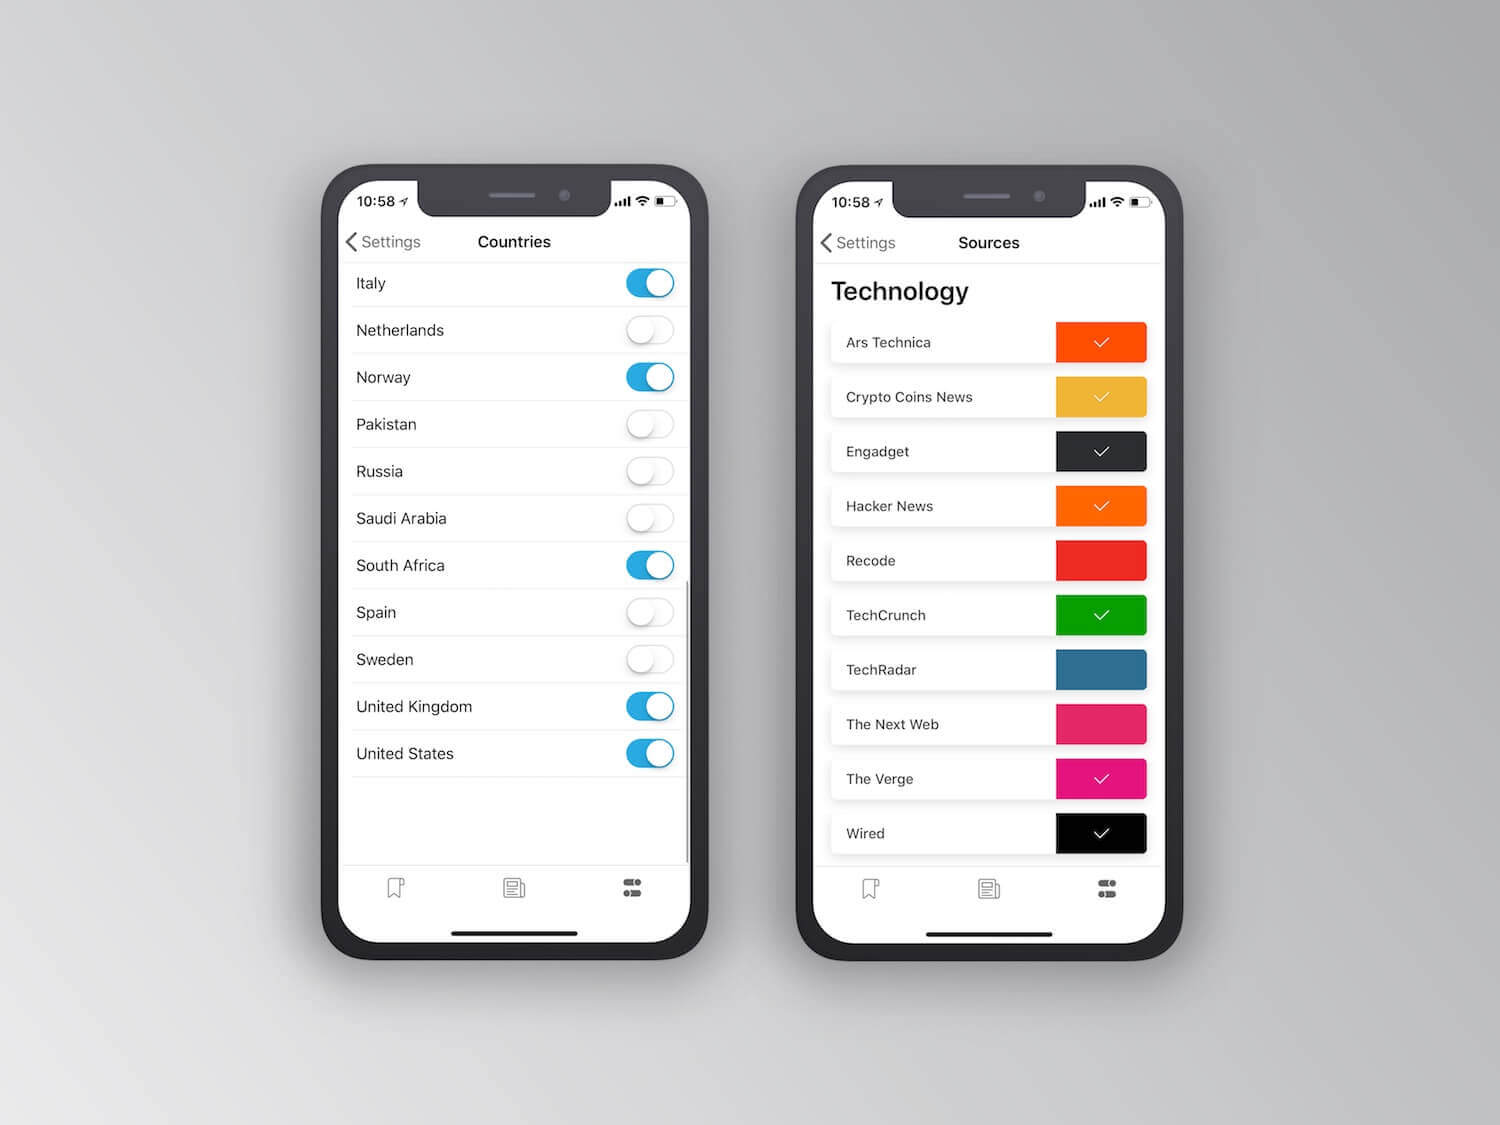 10:58
Settings
Countries
Italy
Netherlands
Norway
Pakistan
Russia
Saudi Arabia
South Africa
Spain
Sweden
United Kingdom
United States
10:58
Settings
Sources
Technology
Ars Technica
Crypto Coins News
Engadget
Hacker News
Recode
TechCrunch
TechRadar
The Next Web
The Verge
Wired